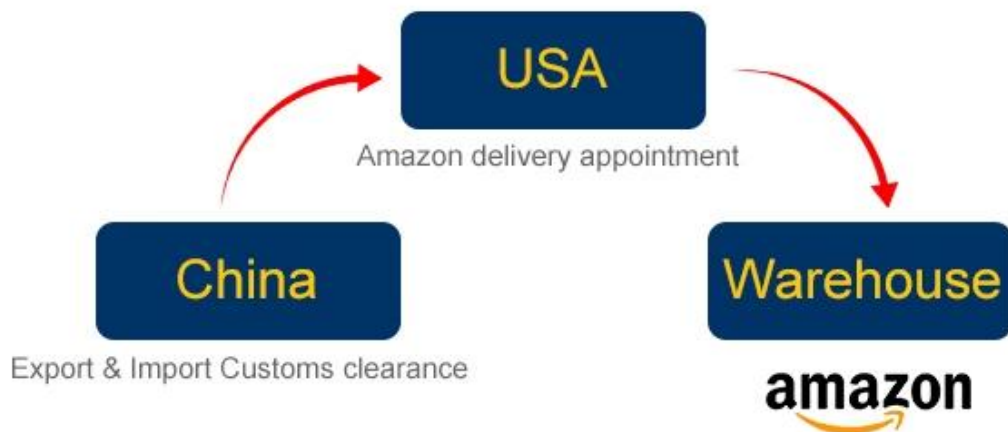 USA
Amazon delivery appointment
China
Warehouse
Export & Import Customs clearance
amazon